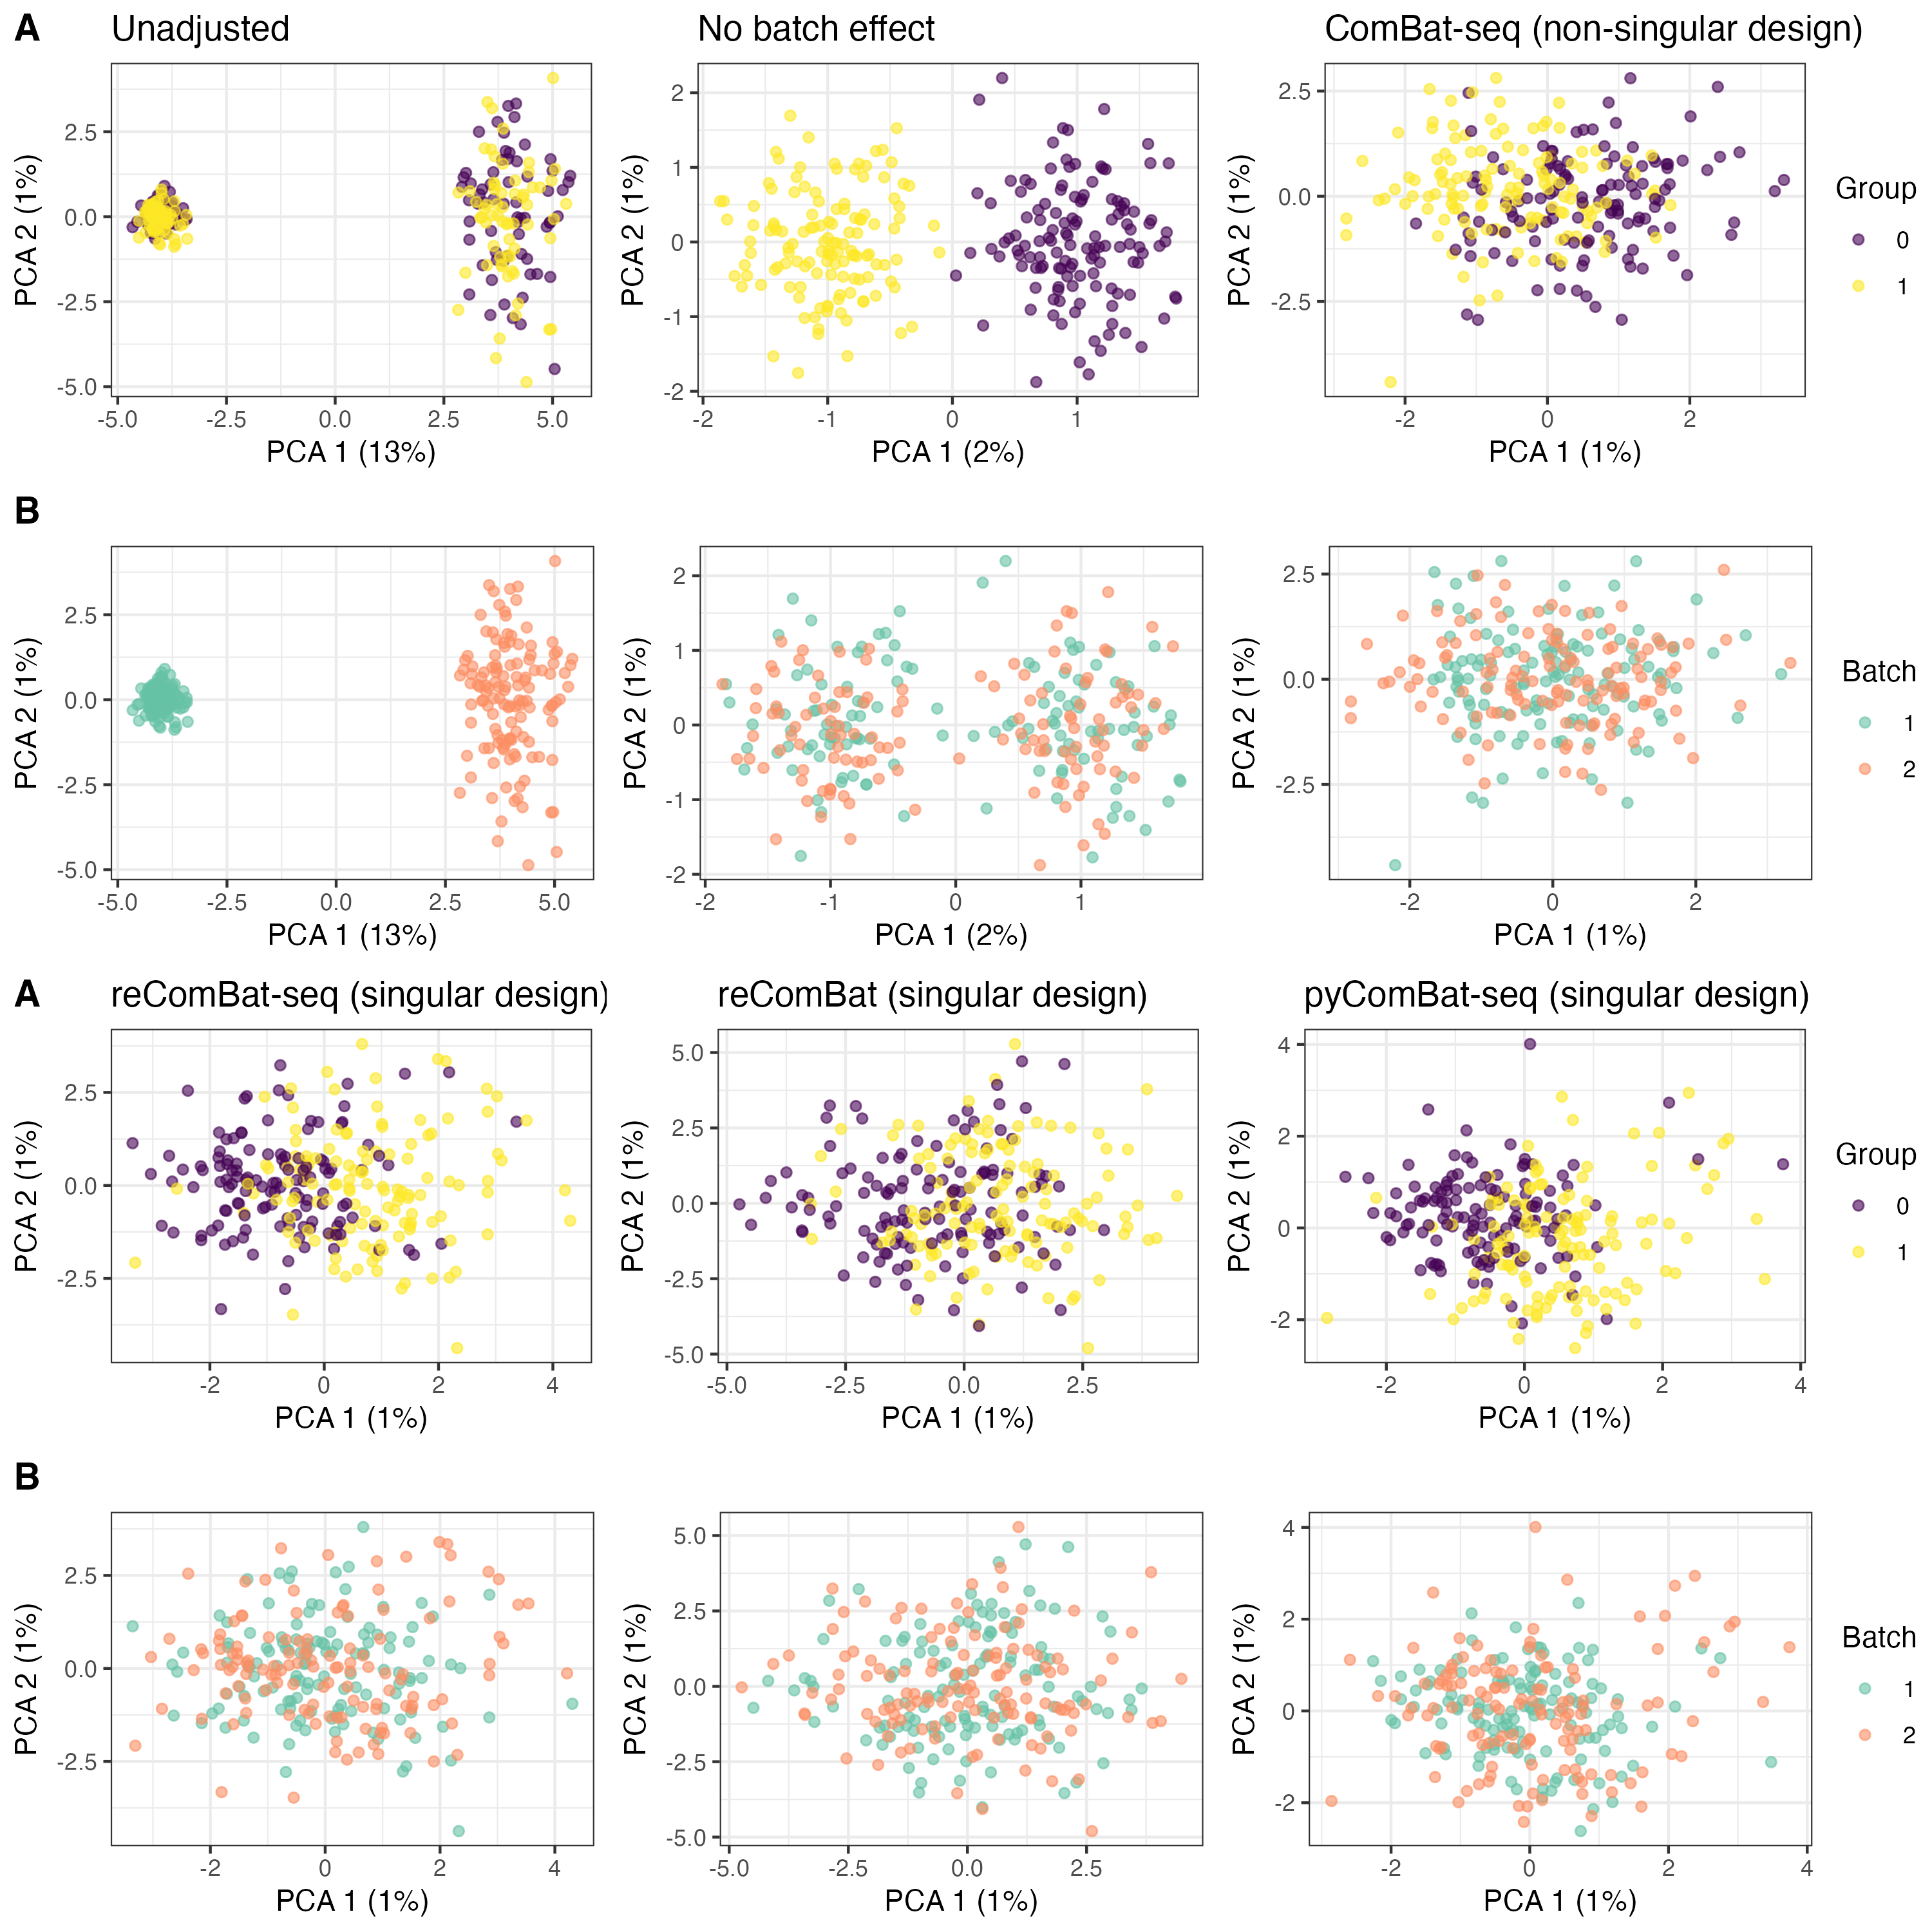 A
Unadjusted
No batch effect
ComBat-seq (non-singular design)
PCA 2 (1%)
2.5
0.0
-2.5
-5.0
-5.0 -2.5 0.0 2.5 5.0
PCA 1 (13%)
PCA 2 (1%)
2
1
0
-1
-2
-2 -1 0 1
PCA 1 (2%)
PCA 2 (1%)
2.5
0.0
-2.5
-2 0 2
PCA 1 (1%)
Group
0
1
B
PCA 2 (1%)
2.5
0.0
-2.5
-5.0
-5.0 -2.5 0.0 2.5 5.0
PCA 1 (13%)
PCA 2 (1%)
2
1
0
-1
-2
-2 -1 0 1
PCA 1 (2%)
PCA 2 (1%)
2.5
0.0
-2.5
-2 0 2
PCA 1 (1%)
Batch
1
2
A
reComBat-seq (singular design)
reComBat (singular design)
pyComBat-seq (singular design)
PCA 2 (1%)
2.5
0.0
-2.5
-2 0 2 4
PCA 1 (1%)
PCA 2 (1%)
5.0
2.5
0.0
-2.5
-5.0
-5.0 -2.5 0.0 2.5
PCA 1 (1%)
PCA 2 (1%)
4
2
0
-2
-2 0 2 4
PCA 1 (1%)
Group
0
1
B
PCA 2 (1%)
2.5
0.0
-2.5
-2 0 2 4
PCA 1 (1%)
PCA 2 (1%)
5.0
2.5
0.0
-2.5
-5.0
-5.0 -2.5 0.0 2.5
PCA 1 (1%)
PCA 2 (1%)
4
2
0
-2
-2 0 2 4
PCA 1 (1%)
Batch
1
2